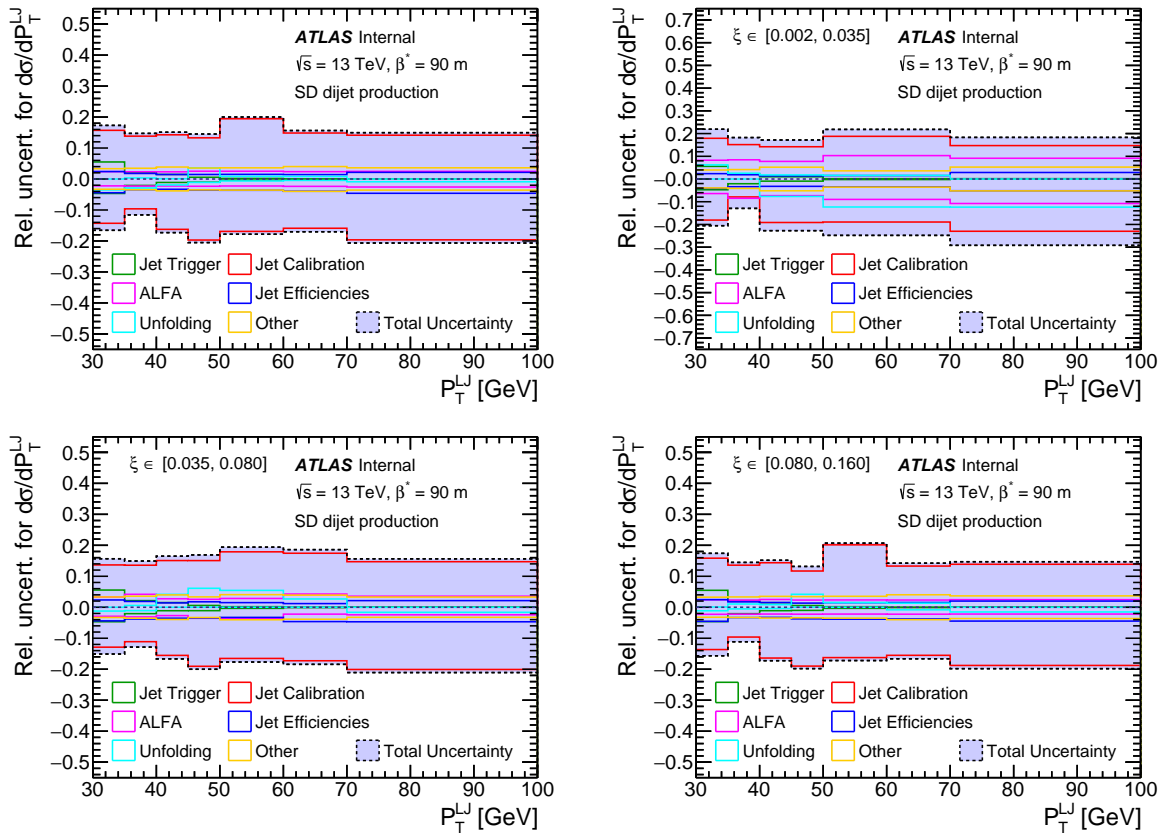 Rel. uncert. for dσ/dP_T^LJ
0.5
0.4
0.3
0.2
0.1
0.0
−0.1
−0.2
−0.3
−0.4
−0.5
ATLAS Internal
√s = 13 TeV, β* = 90 m
SD dijet production
Jet Trigger
Jet Calibration
ALFA
Jet Efficiencies
Unfolding
Other
Total Uncertainty
30 40 50 60 70 80 90 100
P_T^LJ [GeV]
Rel. uncert. for dσ/dP_T^LJ
0.7
0.6
0.5
0.4
0.3
0.2
0.1
−0.0
−0.1
−0.2
−0.3
−0.4
−0.5
−0.6
−0.7
ξ ∈ [0.002, 0.035]
ATLAS Internal
√s = 13 TeV, β* = 90 m
SD dijet production
Jet Trigger
Jet Calibration
ALFA
Jet Efficiencies
Unfolding
Other
Total Uncertainty
30 40 50 60 70 80 90 100
P_T^LJ [GeV]
Rel. uncert. for dσ/dP_T^LJ
0.5
0.4
0.3
0.2
0.1
0.0
−0.1
−0.2
−0.3
−0.4
−0.5
ξ ∈ [0.035, 0.080]
ATLAS Internal
√s = 13 TeV, β* = 90 m
SD dijet production
Jet Trigger
Jet Calibration
ALFA
Jet Efficiencies
Unfolding
Other
Total Uncertainty
30 40 50 60 70 80 90 100
P_T^LJ [GeV]
Rel. uncert. for dσ/dP_T^LJ
0.5
0.4
0.3
0.2
0.1
0.0
−0.1
−0.2
−0.3
−0.4
−0.5
ξ ∈ [0.080, 0.160]
ATLAS Internal
√s = 13 TeV, β* = 90 m
SD dijet production
Jet Trigger
Jet Calibration
ALFA
Jet Efficiencies
Unfolding
Other
Total Uncertainty
30 40 50 60 70 80 90 100
P_T^LJ [GeV]